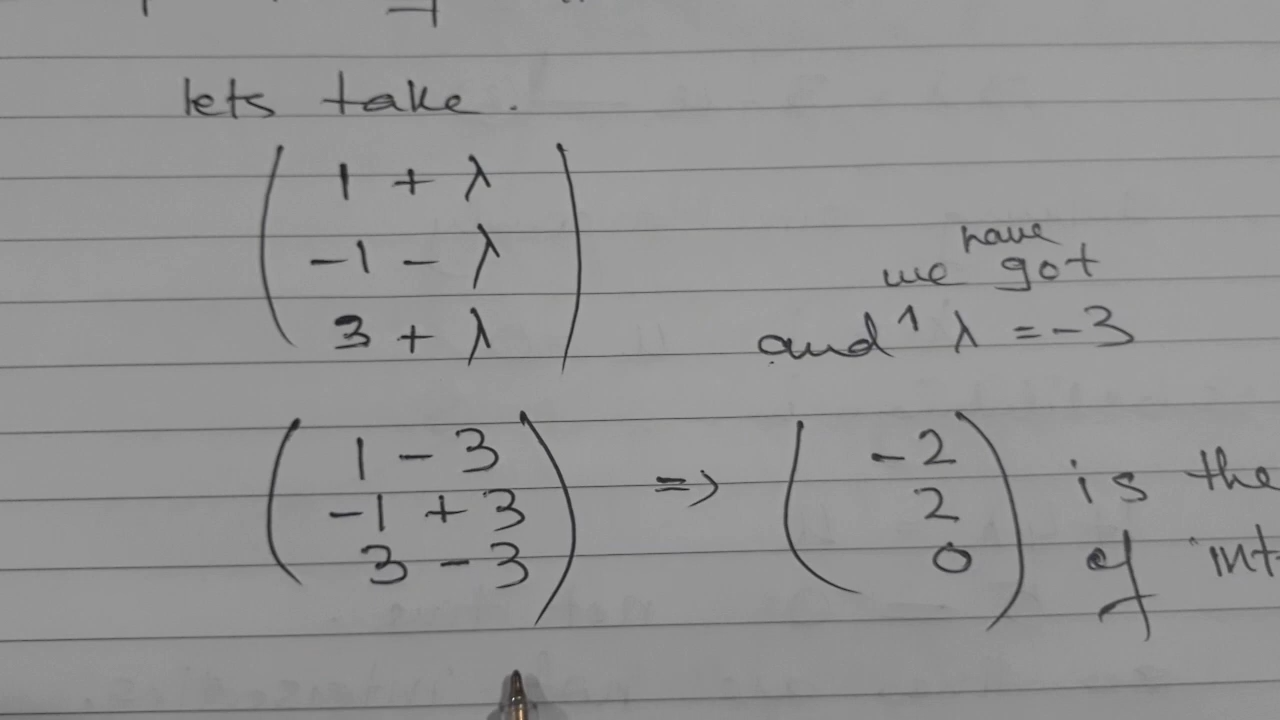 lets take.
1 + λ
-1 - λ
3 + λ
have
we got
and λ = -3
1 - 3
-1 + 3
3 - 3
=>
-2
2
0
is the
of